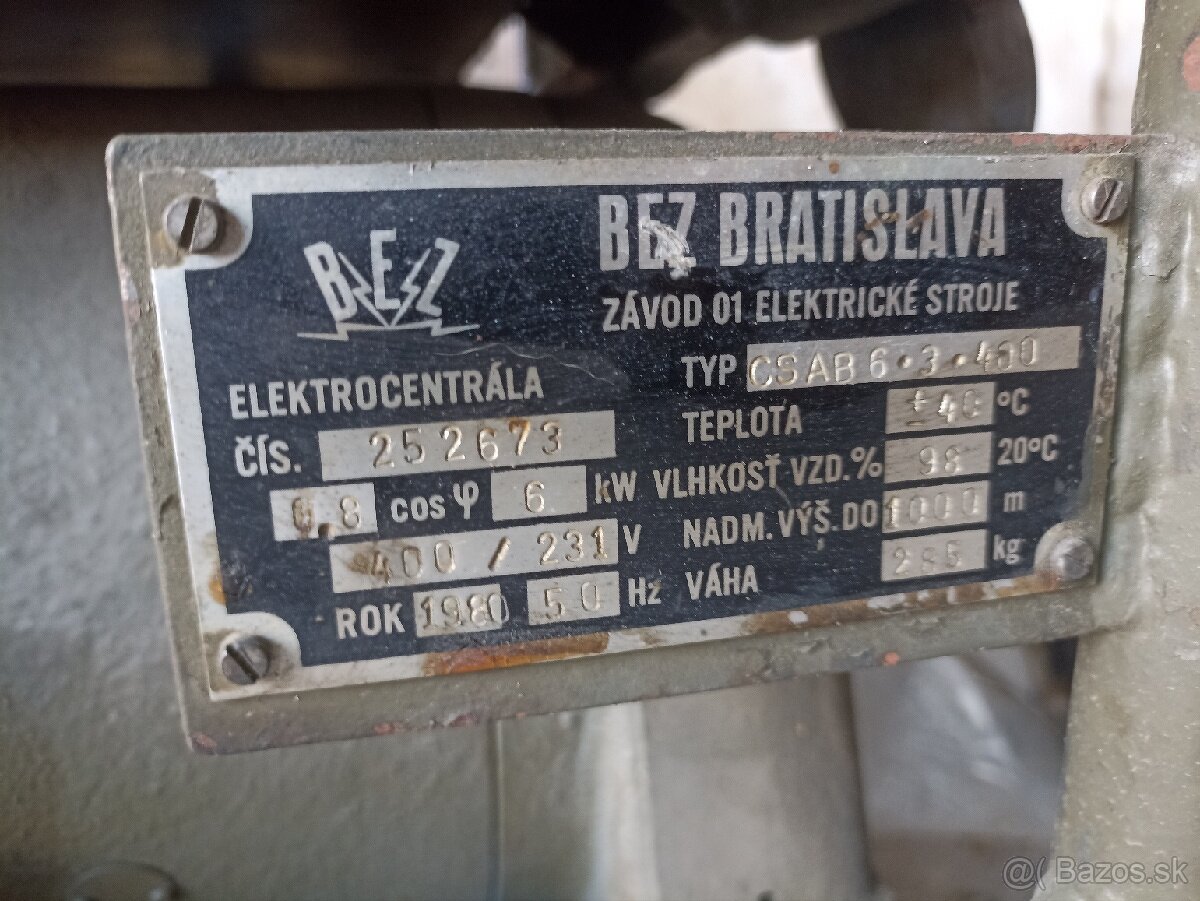 BEZ
BEZ BRATISLAVA
ZÁVOD 01 ELEKTRICKÉ STROJE
ELEKTROCENTRÁLA
ČÍS. 252673
0,8 cos φ 6 kW
400 / 231 V
ROK 1980 50 Hz
TYP CSAB 6·3·400
TEPLOTA ±40 °C
VLHKOSŤ VZD.% 98 20°C
NADM. VÝŠ. DO 1000 m
VÁHA kg
@( Bazos.sk